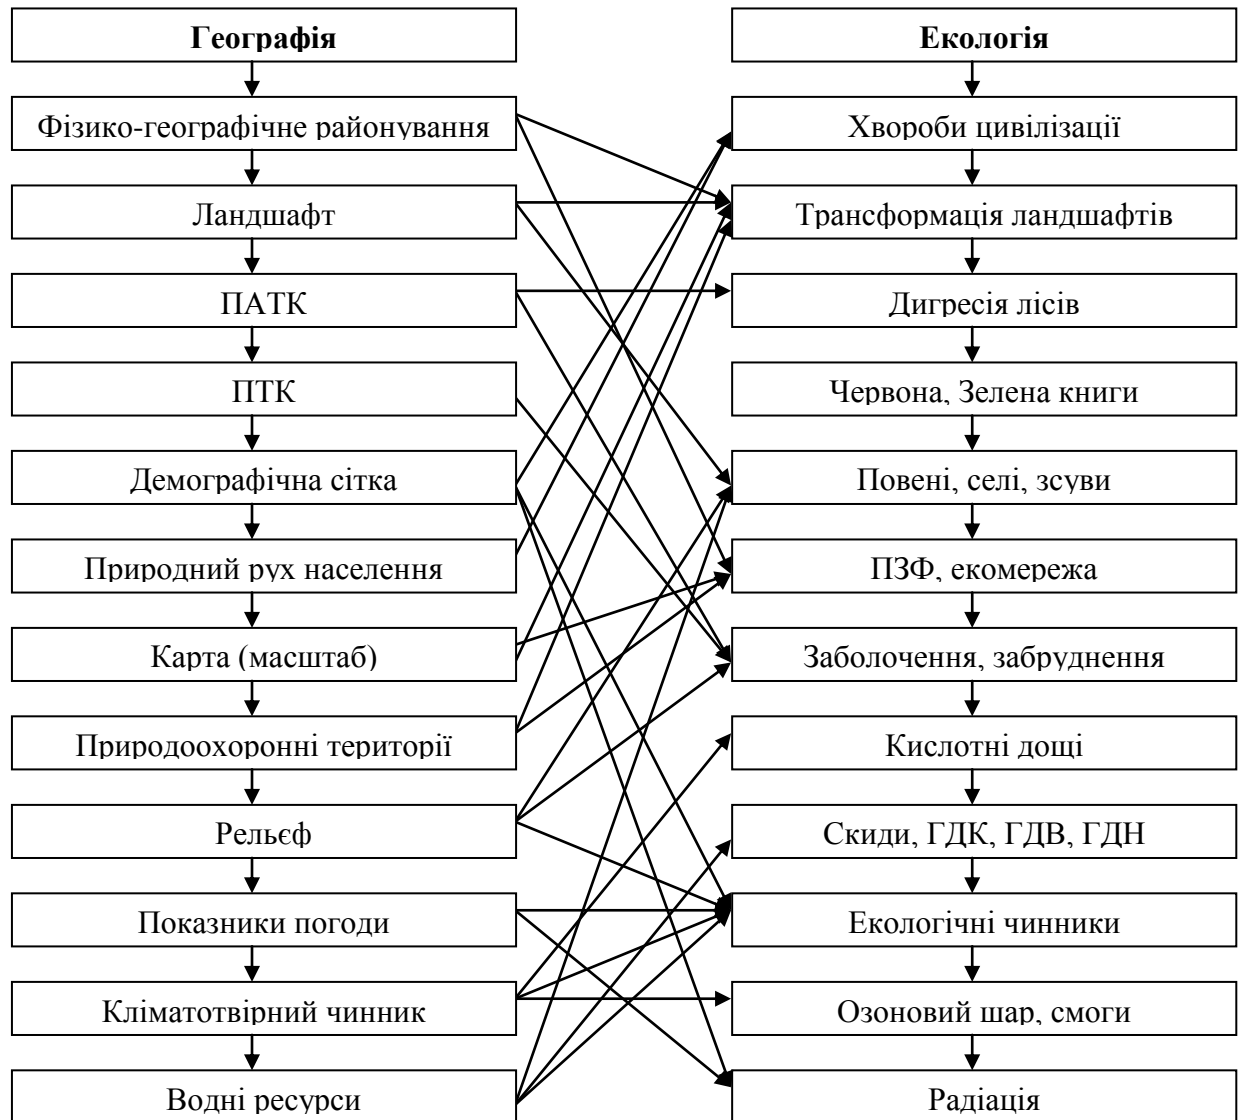 Географія
Екологія
Фізико-географічне районування
Хвороби цивілізації
Ландшафт
Трансформація ландшафтів
ПАТК
Дигресія лісів
ПТК
Червона, Зелена книги
Демографічна сітка
Повені, селі, зсуви
Природний рух населення
ПЗФ, екомережа
Карта (масштаб)
Заболочення, забруднення
Природоохоронні території
Кислотні дощі
Рельєф
Скиди, ГДК, ГДВ, ГДН
Показники погоди
Екологічні чинники
Кліматотвірний чинник
Озоновий шар, смоги
Водні ресурси
Радіація